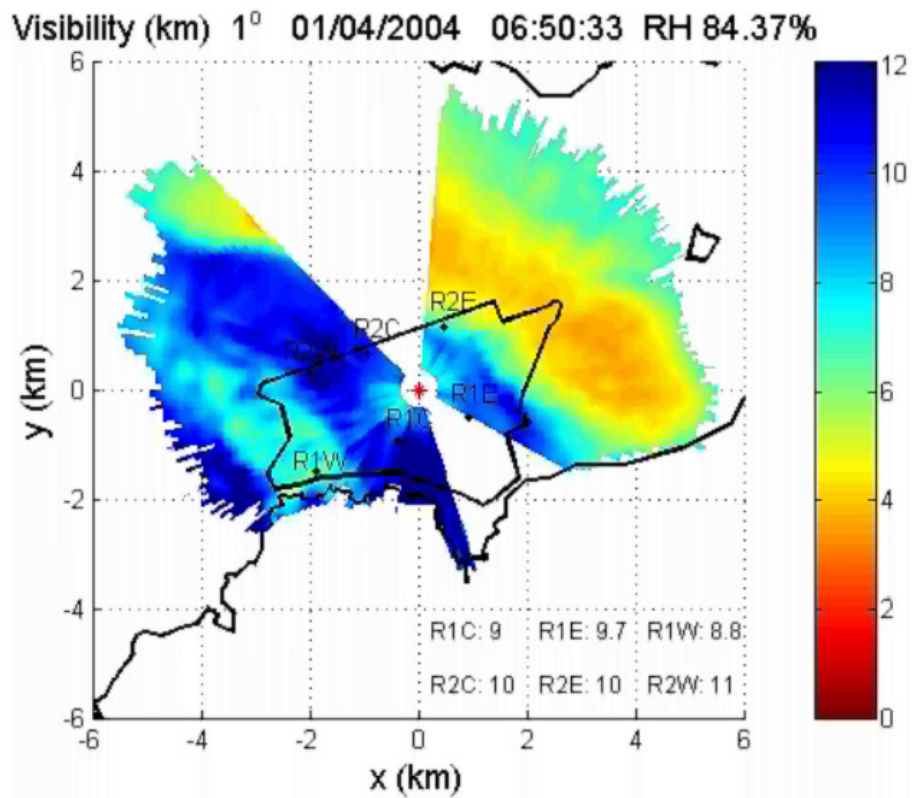 Visibility (km) 1° 01/04/2004 06:50:33 RH 84.37%
6
4
2
0
-2
-4
-6
y (km)
-6 -4 -2 0 2 4 6
x (km)
12
10
8
6
4
2
0
R2E
R2C
R1E
R1C
R1W
R1C: 9 R1E: 9.7 R1W: 8.8
R2C: 10 R2E: 10 R2W: 11